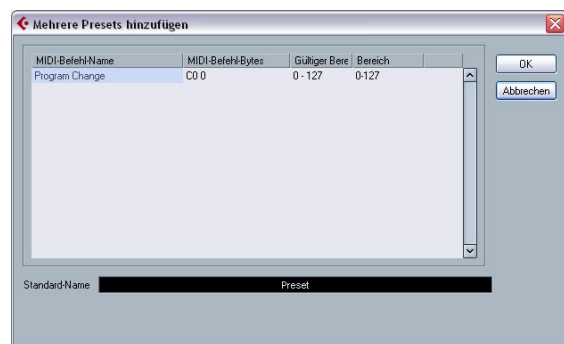 Mehrere Presets hinzufügen
MIDI-Befehl-Name MIDI-Befehl-Bytes Gültiger Bere Bereich
Program Change C0 0 0 - 127 0-127
OK
Abbrechen
Standard-Name Preset